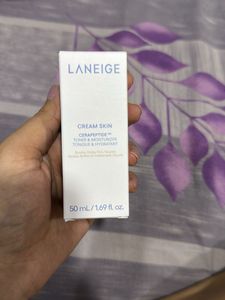 LANEIGE
CREAM SKIN
CERAPEPTIDE™
TONER & MOISTURIZER
TONIQUE & HYDRATANT
50 mL / 1.69 fl. oz.